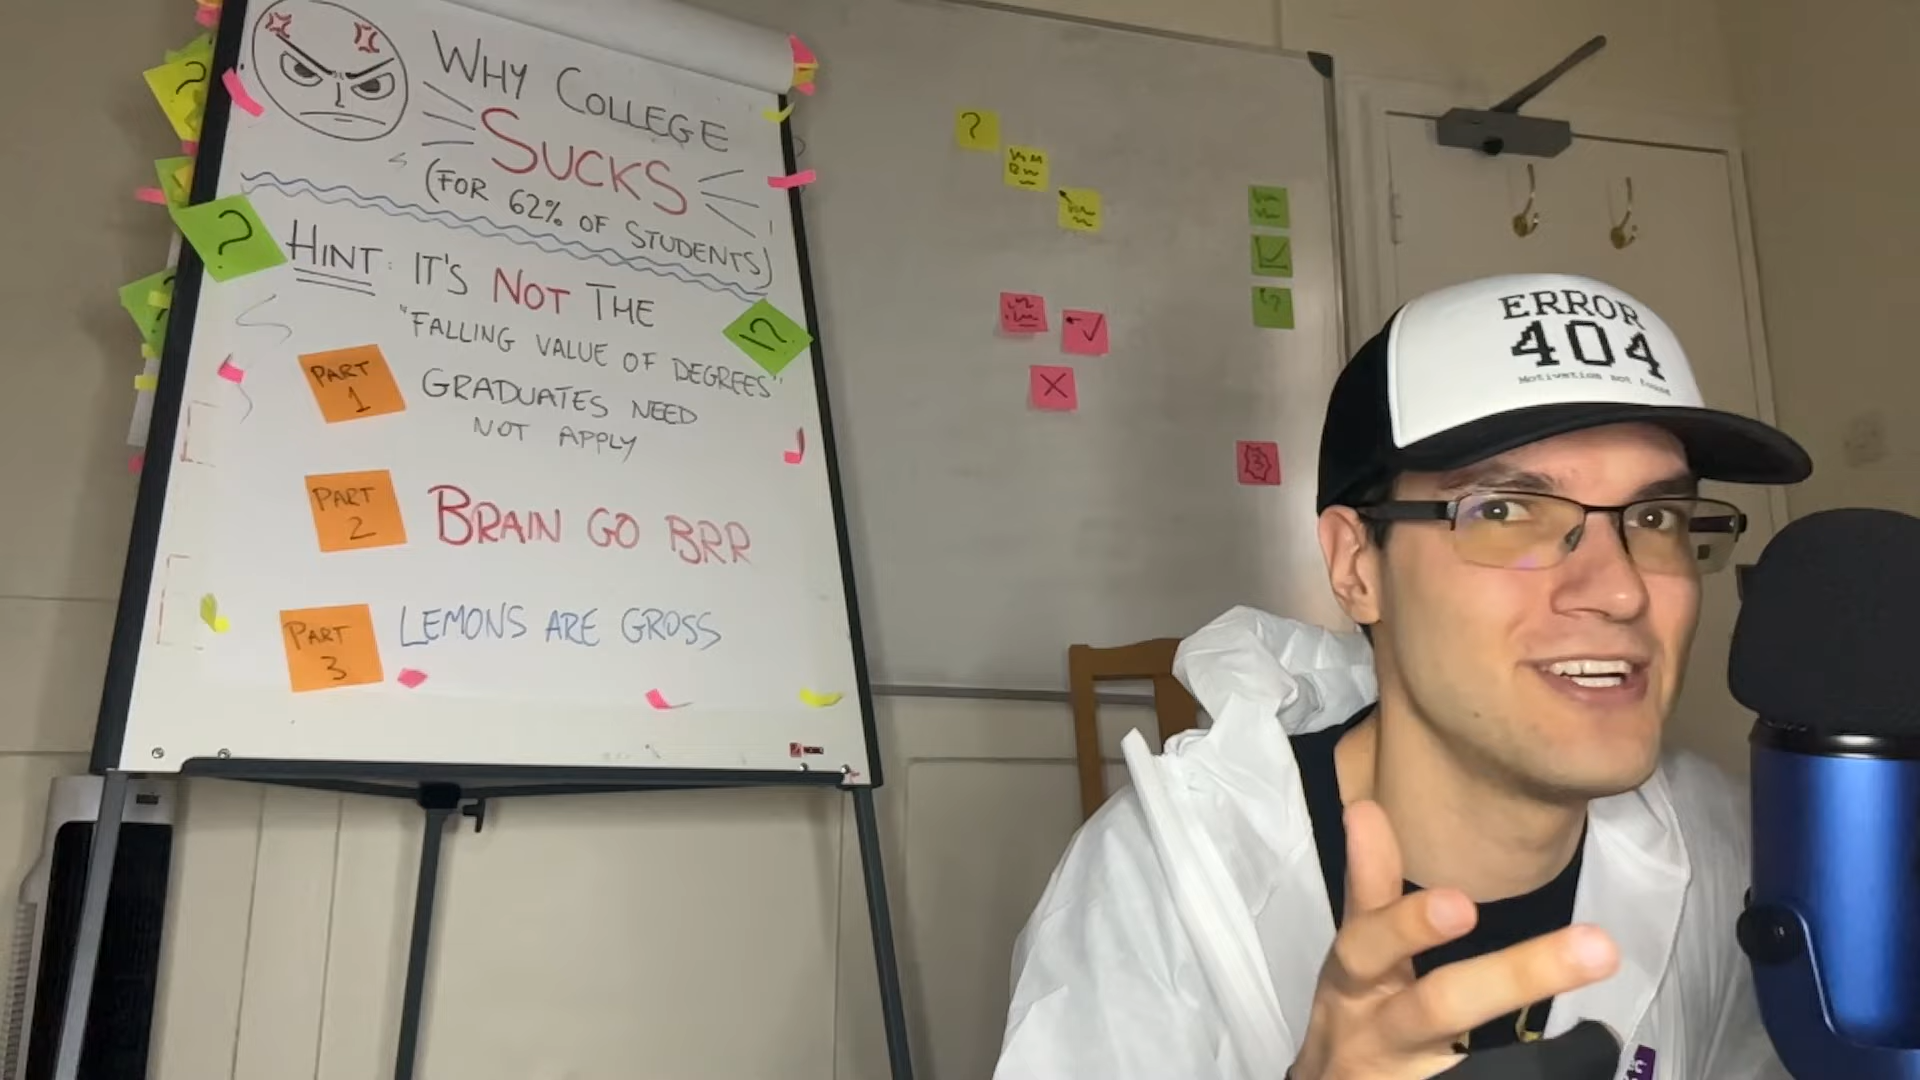 WHY COLLEGE
SUCKS
(FOR 62% OF STUDENTS)
?
HINT: IT'S NOT THE
"FALLING VALUE OF DEGREES"
!?
PART
1
GRADUATES NEED
NOT APPLY
PART
2
BRAIN GO BRR
PART
3
LEMONS ARE GROSS
?
?
ERROR
404
Motivation not found